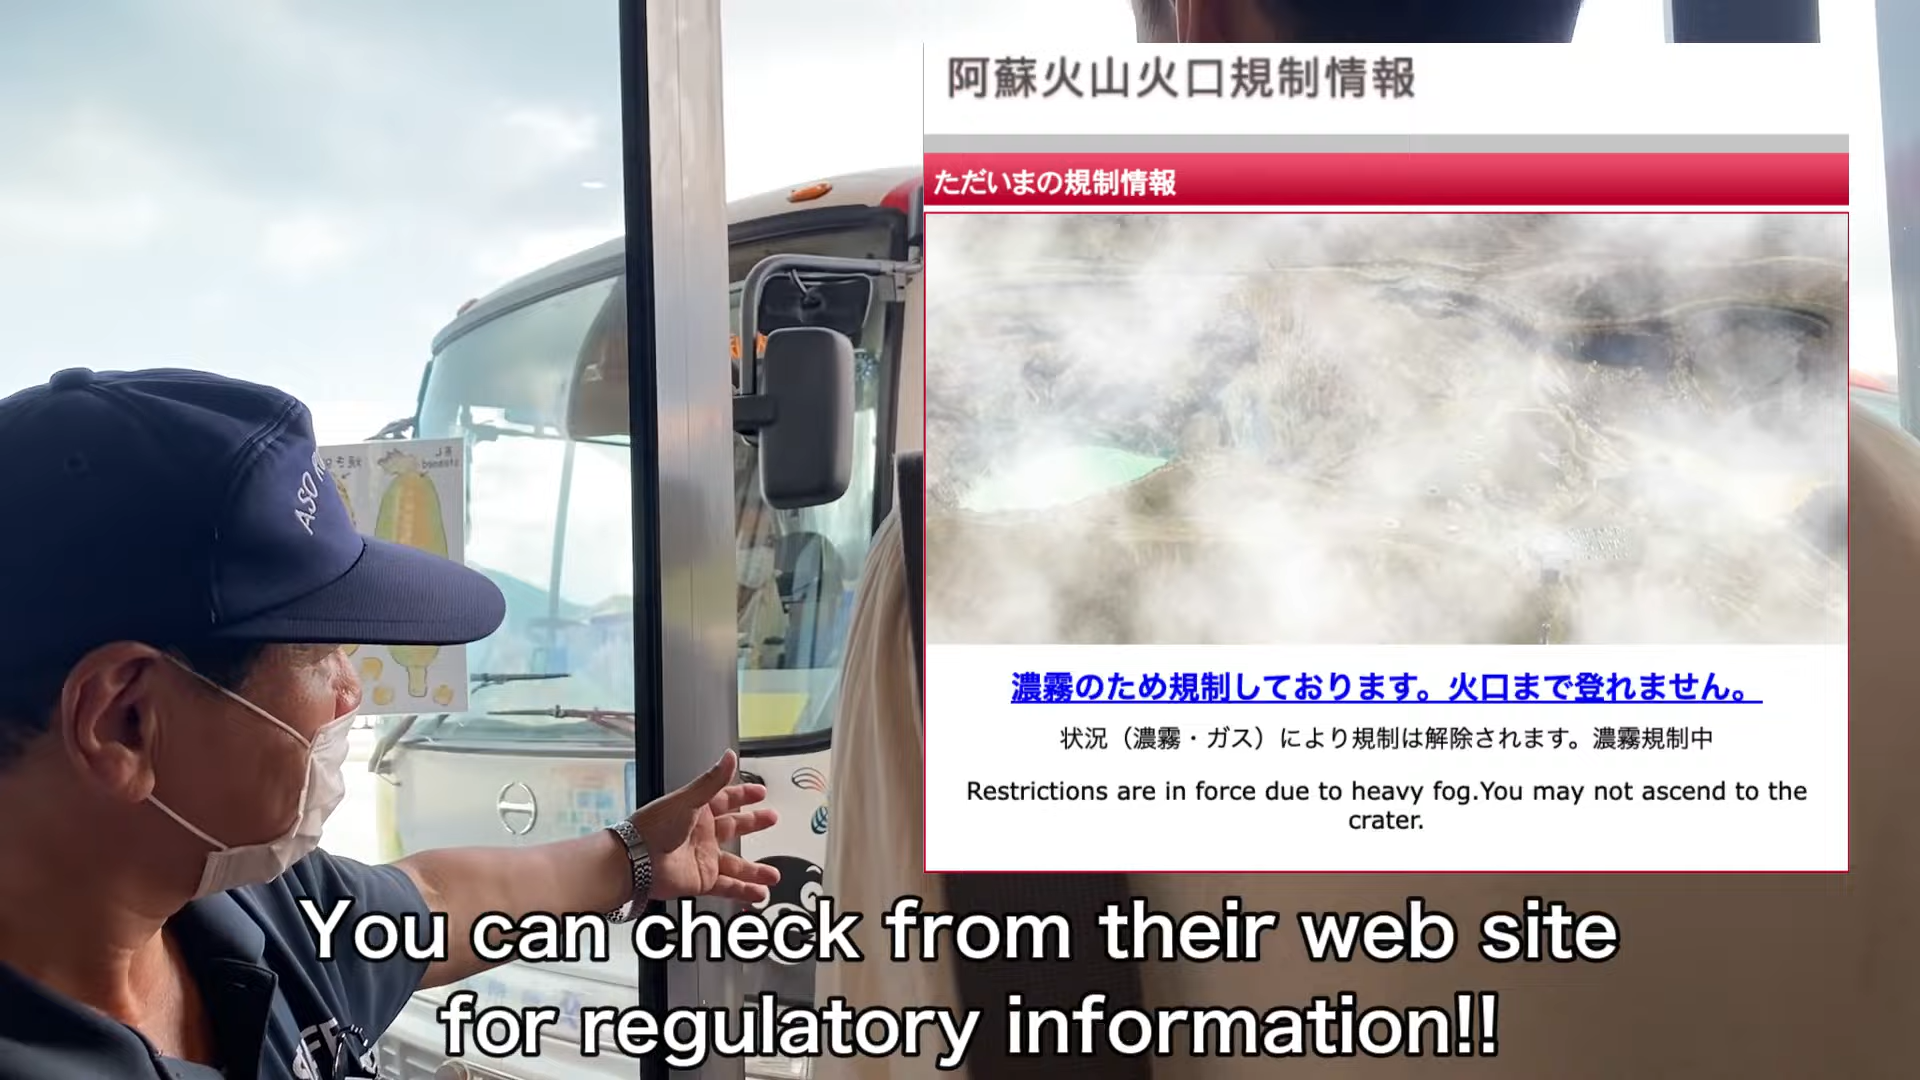 阿蘇火山火口規制情報
ただいまの規制情報
濃霧のため規制しております。火口まで登れません。
状況（濃霧・ガス）により規制は解除されます。濃霧規制中
Restrictions are in force due to heavy fog.You may not ascend to the
crater.
ASO
You can check from their web site
for regulatory information!!